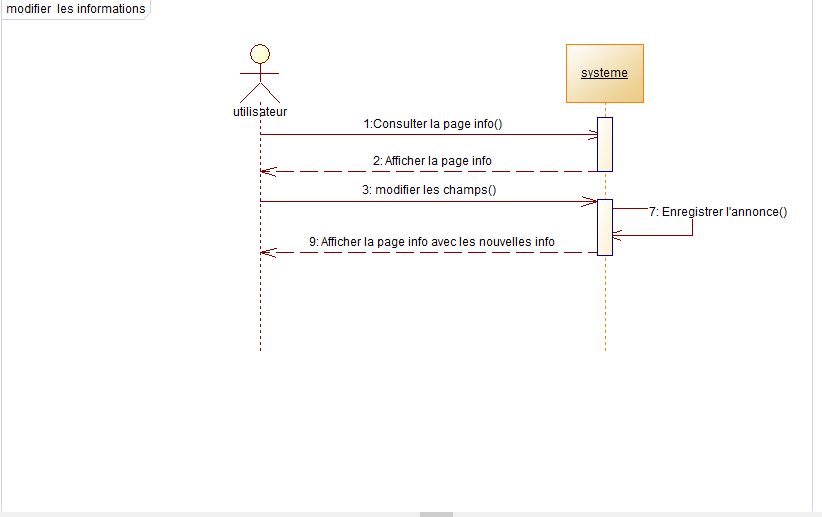 modifier les informations
systeme
utilisateur
1:Consulter la page info()
2: Afficher la page info
3: modifier les champs()
7: Enregistrer l'annonce()
9: Afficher la page info avec les nouvelles info